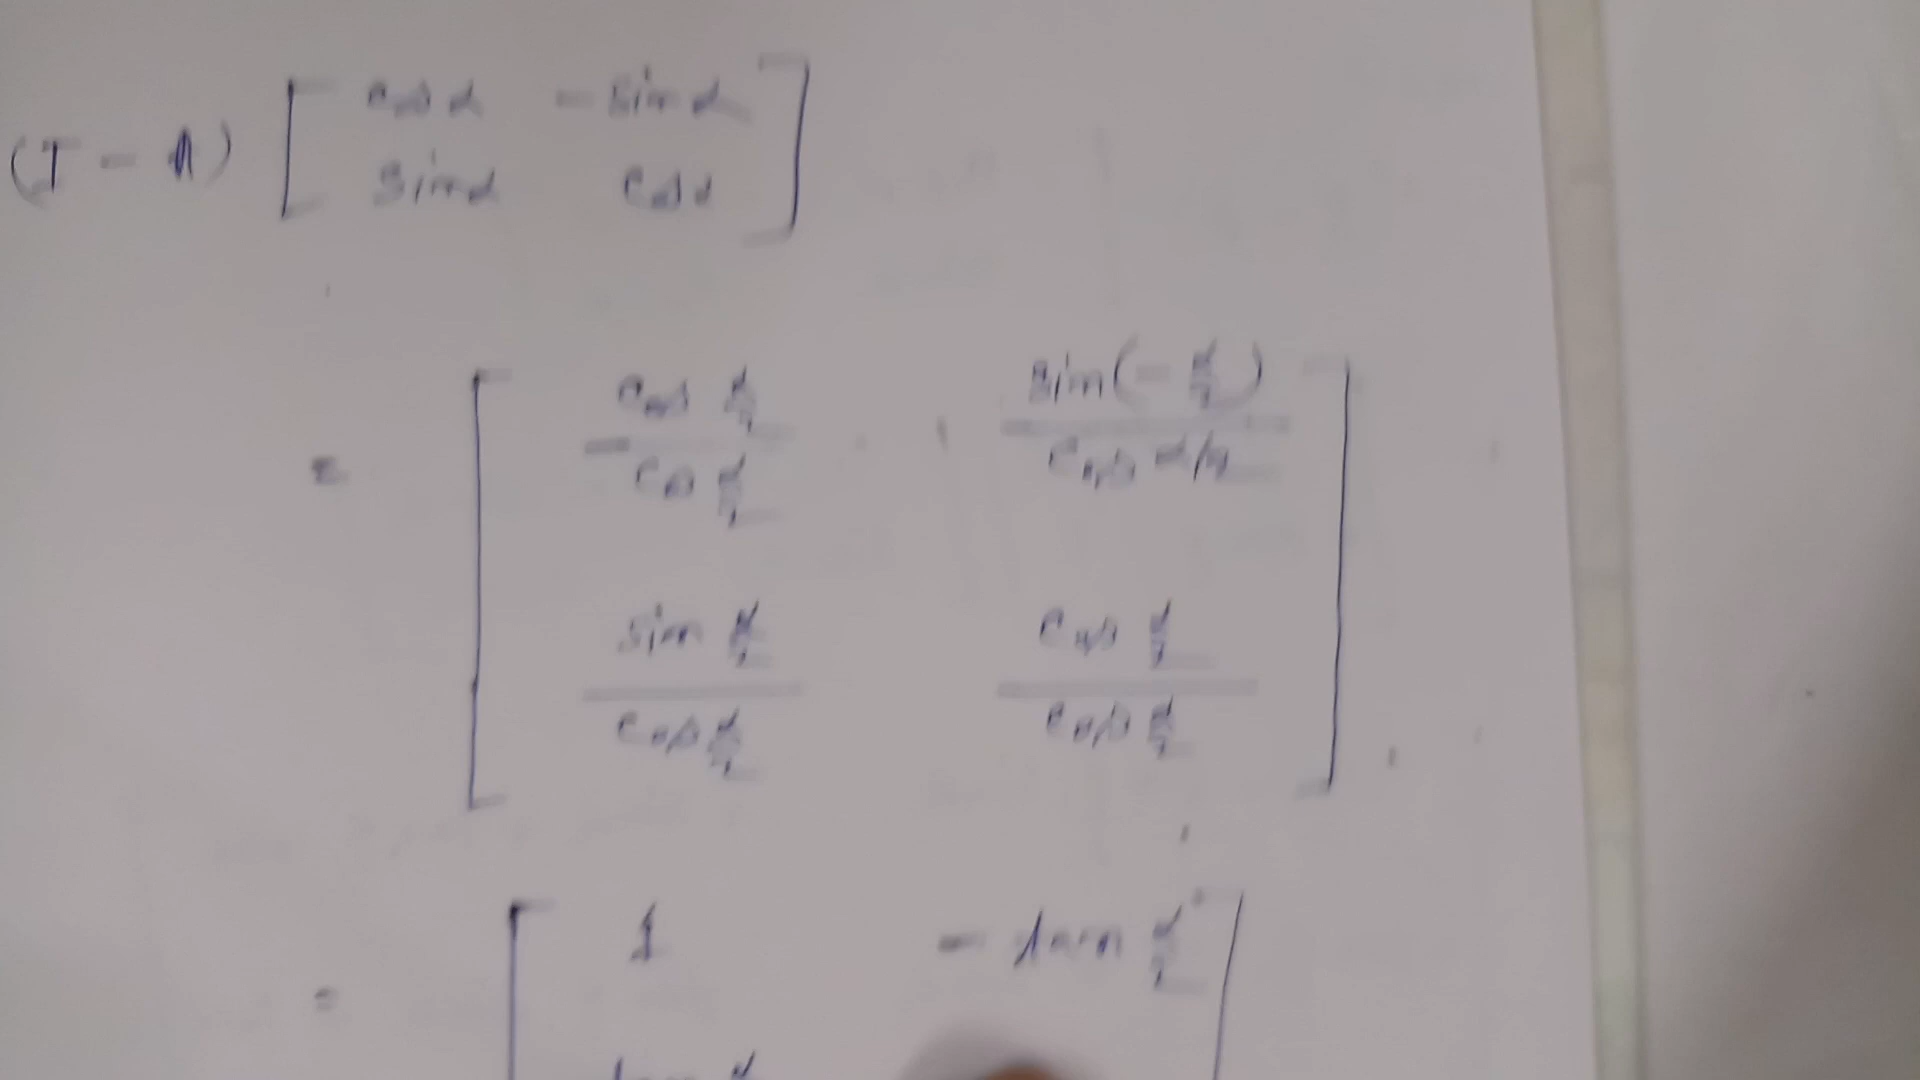 (I - A) [ cos α   - sin α
sin α   cos α ]
= [ cos α/2 / cos α/2   sin(- α/2) / cos α/2
sin α/2 / cos α/2   cos α/2 / cos α/2 ]
= [ 1   - tan α/2 ]
tan α